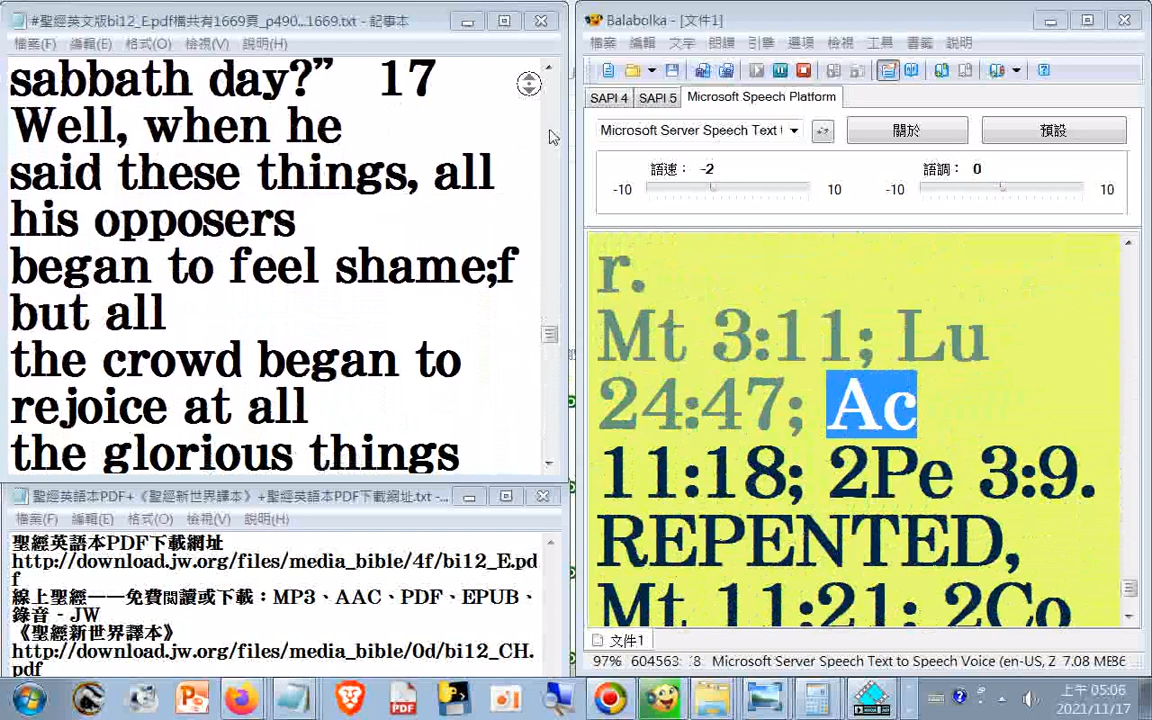 #聖經英文版bi12_E.pdf檔共有1669頁_p490...1669.txt - 記事本
檔案(F) 編輯(E) 格式(O) 檢視(V) 說明(H)
sabbath day?” 17
Well, when he
said these things, all
his opposers
began to feel shame;f
but all
the crowd began to
rejoice at all
the glorious things
聖經英語本PDF+《聖經新世界譯本》+聖經英語本PDF下載網址.txt - ...
檔案(F) 編輯(E) 格式(O) 檢視(V) 說明(H)
聖經英語本PDF下載網址
http://download.jw.org/files/media_bible/4f/bi12_E.pd
f
線上聖經——免費閱讀或下載：MP3、AAC、PDF、EPUB、
錄音 - JW
《聖經新世界譯本》
http://download.jw.org/files/media_bible/0d/bi12_CH.
pdf
Balabolka - [文件1]
檔案 編輯 文字 朗讀 引擎 選項 檢視 工具 書籤 說明
SAPI 4 SAPI 5 Microsoft Speech Platform
Microsoft Server Speech Text 關於 預設
語速： -2 語調： 0
-10 10 -10 10
r.
Mt 3:11; Lu
24:47; Ac
11:18; 2Pe 3:9.
REPENTED,
Mt 11:21; 2Co
文件1
97% 604563 Microsoft Server Speech Text to Speech Voice (en-US, Z 7.08 MB
PDF
上午 05:06
2021/11/17